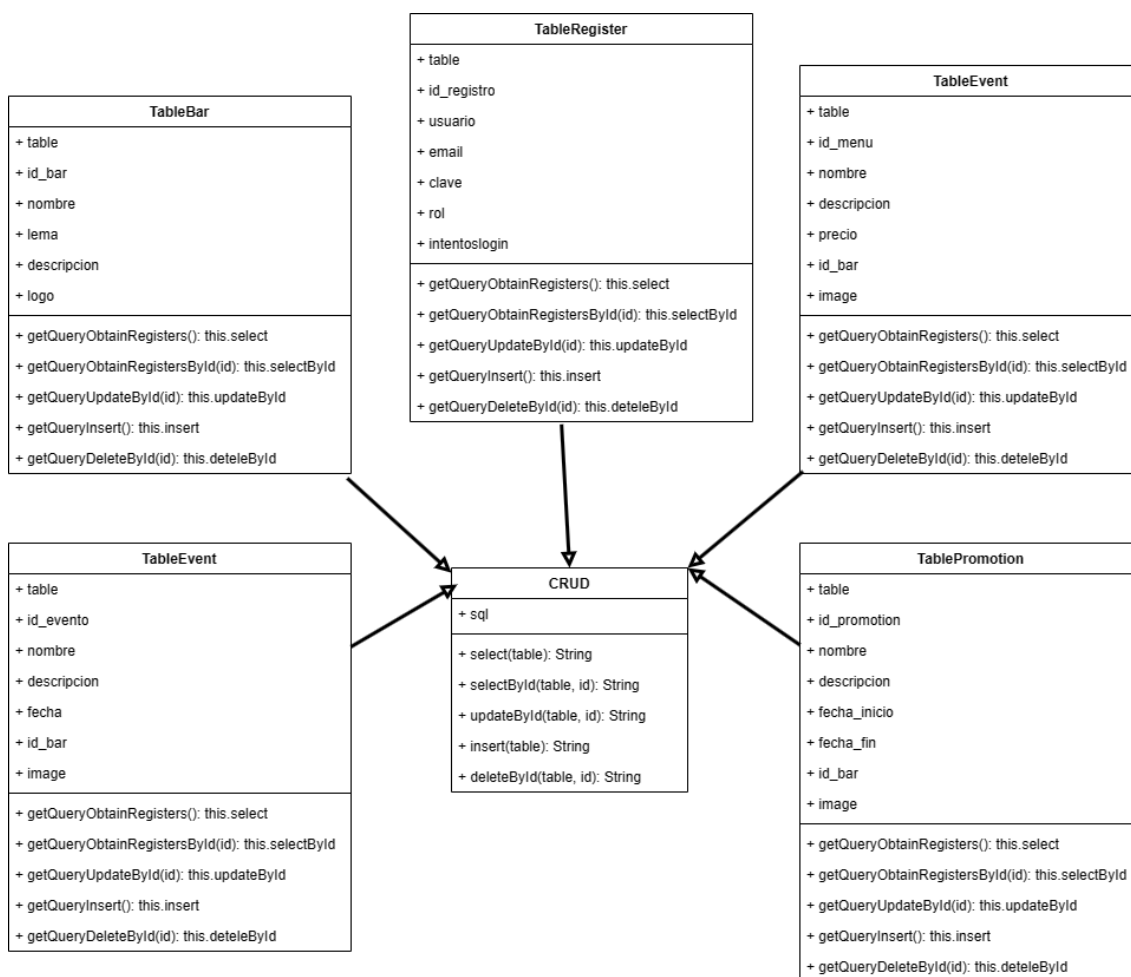 TableRegister
+ table
+ id_registro
+ usuario
+ email
+ clave
+ rol
+ intentoslogin
+ getQueryObtainRegisters(): this.select
+ getQueryObtainRegistersById(id): this.selectById
+ getQueryUpdateById(id): this.updateById
+ getQueryInsert(): this.insert
+ getQueryDeleteById(id): this.deteleById
TableBar
+ table
+ id_bar
+ nombre
+ lema
+ descripcion
+ logo
+ getQueryObtainRegisters(): this.select
+ getQueryObtainRegistersById(id): this.selectById
+ getQueryUpdateById(id): this.updateById
+ getQueryInsert(): this.insert
+ getQueryDeleteById(id): this.deteleById
TableEvent
+ table
+ id_menu
+ nombre
+ descripcion
+ precio
+ id_bar
+ image
+ getQueryObtainRegisters(): this.select
+ getQueryObtainRegistersById(id): this.selectById
+ getQueryUpdateById(id): this.updateById
+ getQueryInsert(): this.insert
+ getQueryDeleteById(id): this.deteleById
TableEvent
+ table
+ id_evento
+ nombre
+ descripcion
+ fecha
+ id_bar
+ image
+ getQueryObtainRegisters(): this.select
+ getQueryObtainRegistersById(id): this.selectById
+ getQueryUpdateById(id): this.updateById
+ getQueryInsert(): this.insert
+ getQueryDeleteById(id): this.deteleById
CRUD
+ sql
+ select(table): String
+ selectById(table, id): String
+ updateById(table, id): String
+ insert(table): String
+ deleteById(table, id): String
TablePromotion
+ table
+ id_promotion
+ nombre
+ descripcion
+ fecha_inicio
+ fecha_fin
+ id_bar
+ image
+ getQueryObtainRegisters(): this.select
+ getQueryObtainRegistersById(id): this.selectById
+ getQueryUpdateById(id): this.updateById
+ getQueryInsert(): this.insert
+ getQueryDeleteById(id): this.deteleById